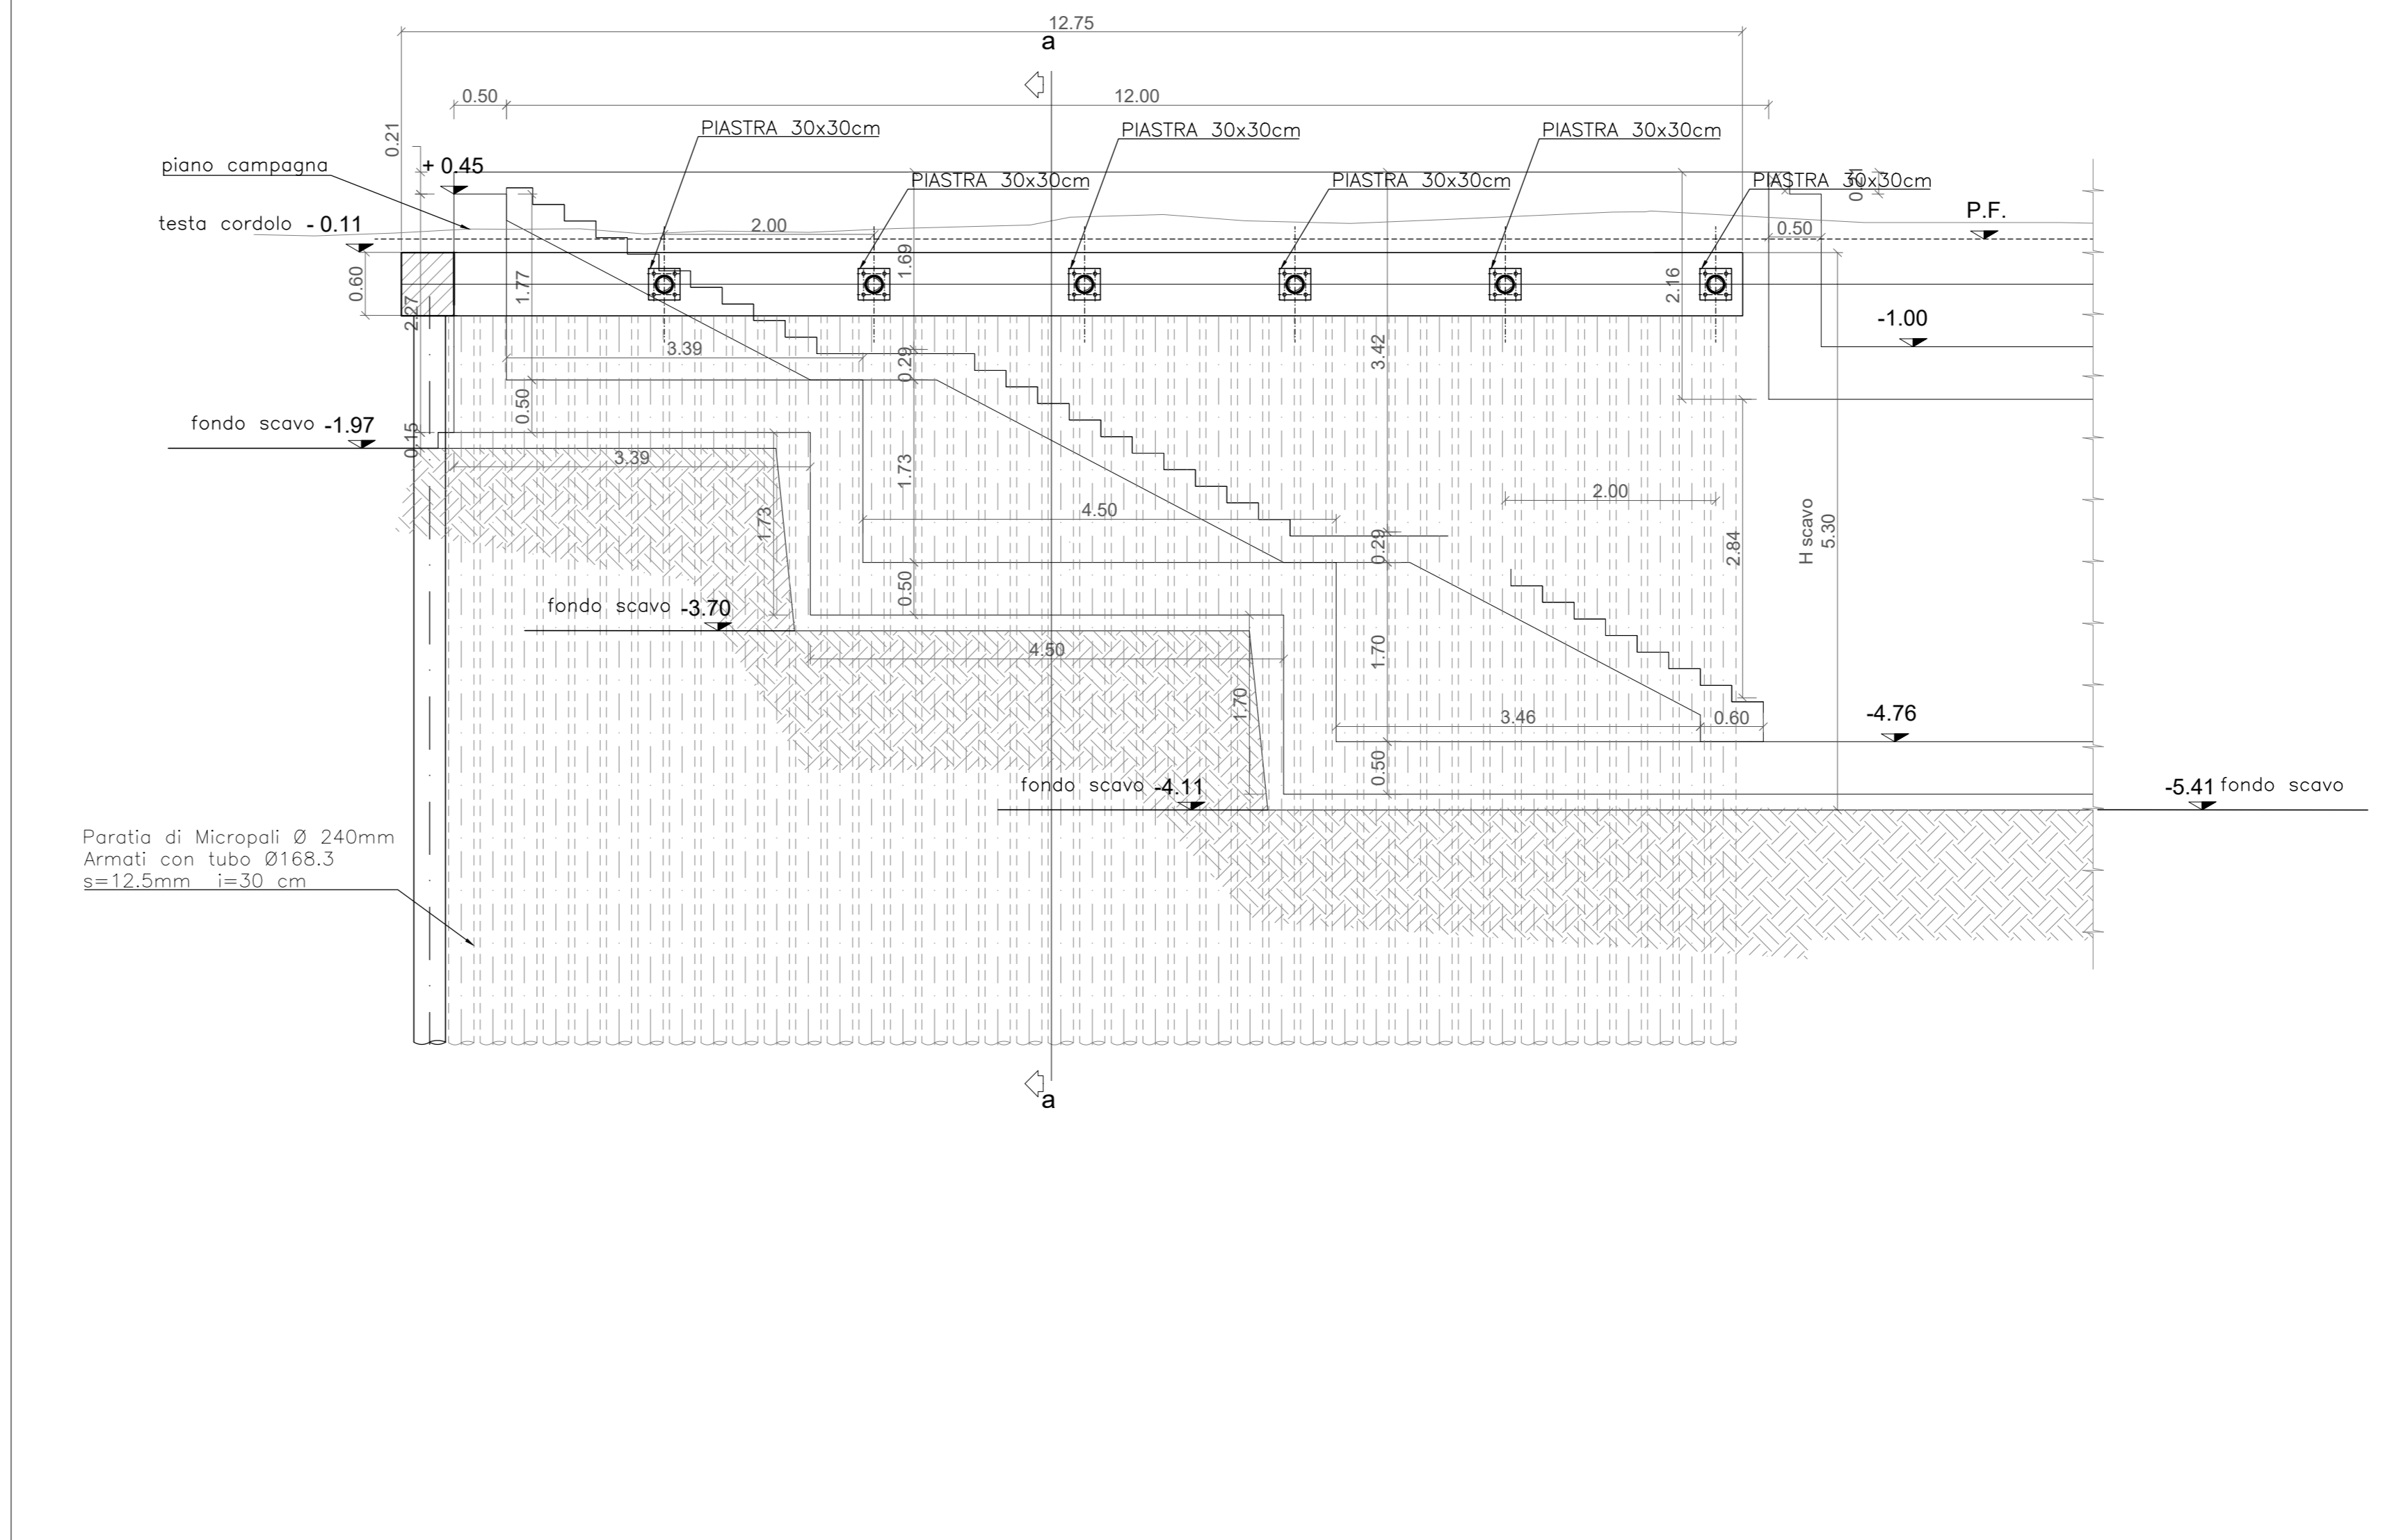 12.75
a
0.50
12.00
0.21
PIASTRA 30x30cm
PIASTRA 30x30cm
PIASTRA 30x30cm
piano campagna
+ 0.45
PIASTRA 30x30cm
PIASTRA 30x30cm
PIASTRA 30x30cm
0.21
testa cordolo - 0.11
2.00
P.F.
0.50
0.60
2.27
1.77
1.69
2.16
-1.00
3.39
0.29
3.42
fondo scavo -1.97
0.15
0.50
3.39
1.73
2.00
4.50
1.73
0.29
2.84
H scavo
5.30
fondo scavo -3.70
0.50
4.50
1.70
1.70
3.46
0.60
-4.76
0.50
fondo scavo -4.11
-5.41 fondo scavo
Paratia di Micropali Ø 240mm
Armati con tubo Ø168.3
s=12.5mm i=30 cm
a